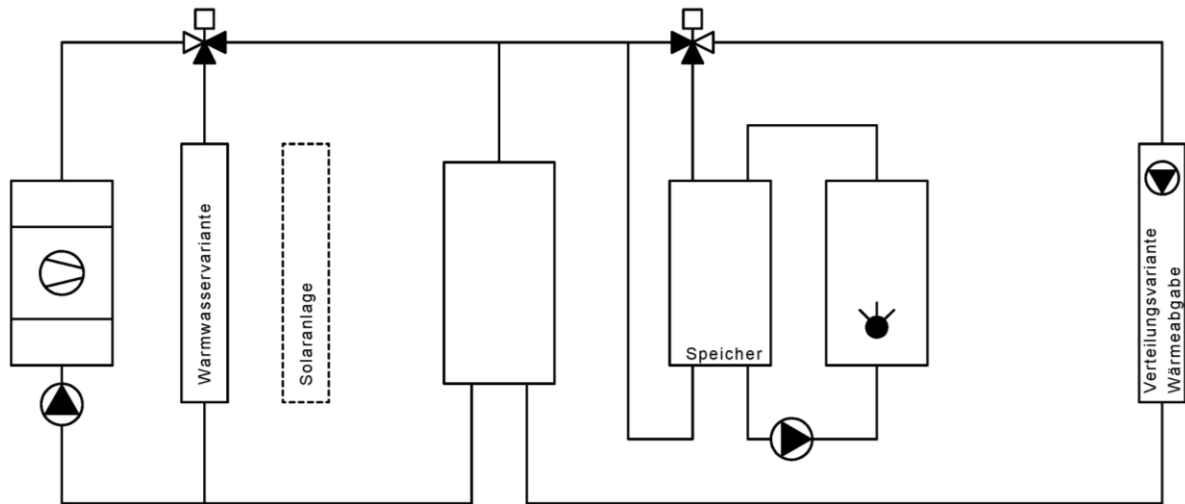 Warmwasservariante
Solaranlage
Speicher
Verteilungsvariante
Wärmeabgabe